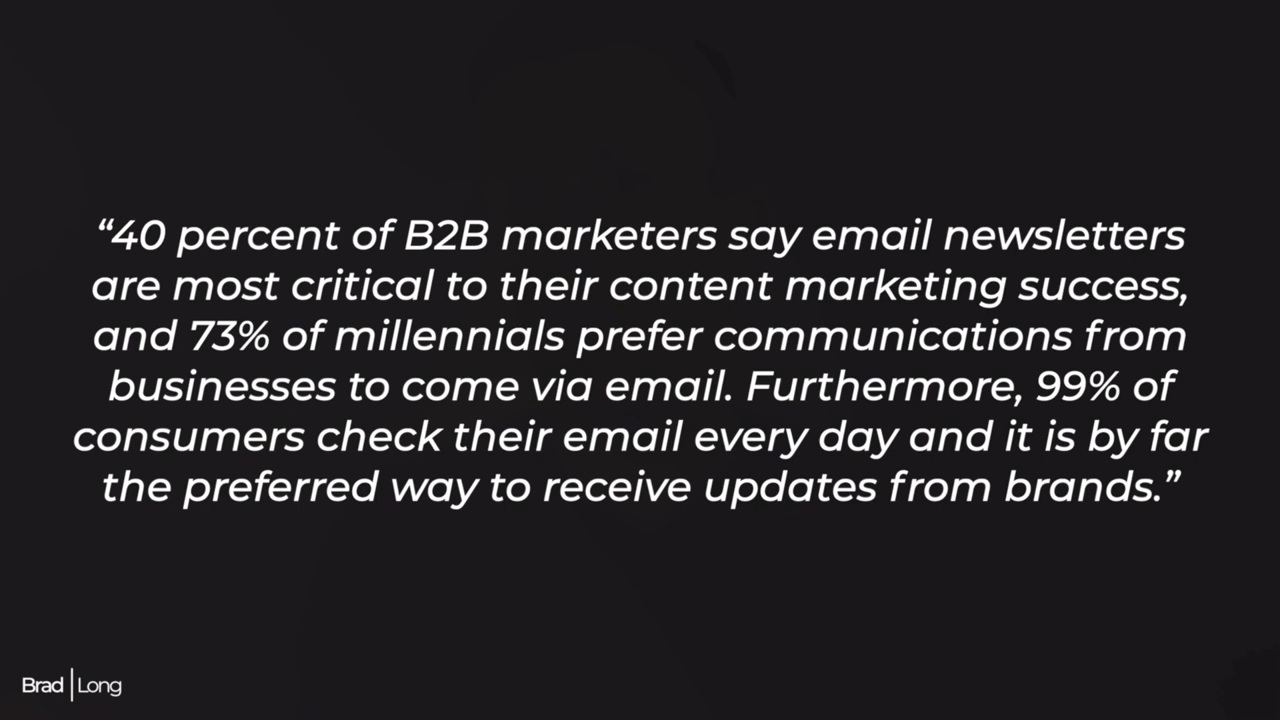 “40 percent of B2B marketers say email newsletters
are most critical to their content marketing success,
and 73% of millennials prefer communications from
businesses to come via email. Furthermore, 99% of
consumers check their email every day and it is by far
the preferred way to receive updates from brands.”
Brad | Long